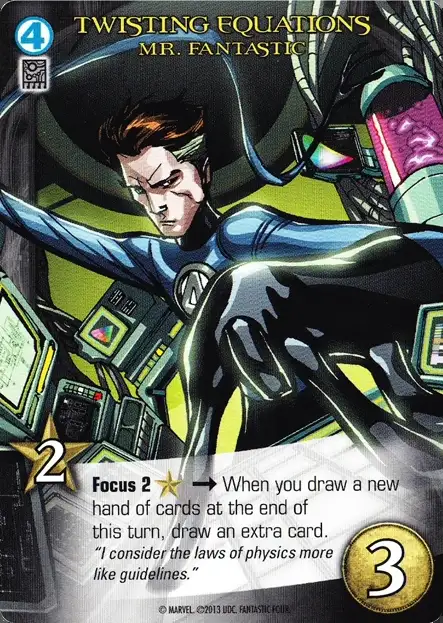 TWISTING EQUATIONS
MR. FANTASTIC
4
4
2
Focus 2 ★ → When you draw a new
hand of cards at the end of
this turn, draw an extra card.
“I consider the laws of physics more
like guidelines.”
3
© MARVEL. ©2013 UDC. FANTASTIC FOUR.